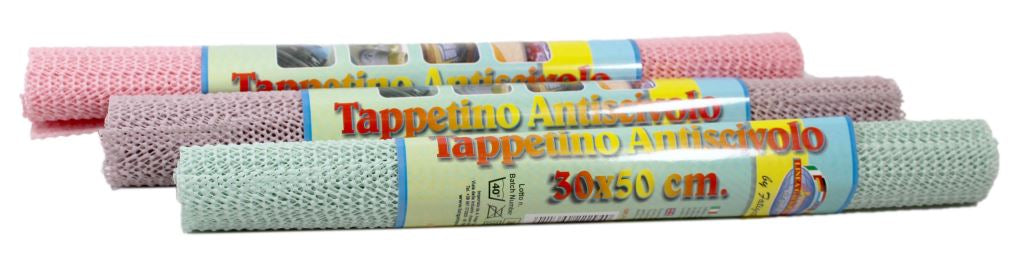 Tappetino Antiscivolo
Tappetino Antiscivolo
Tappetino Antiscivolo
30x50 cm.
Lotto n.
Batch Number
40°